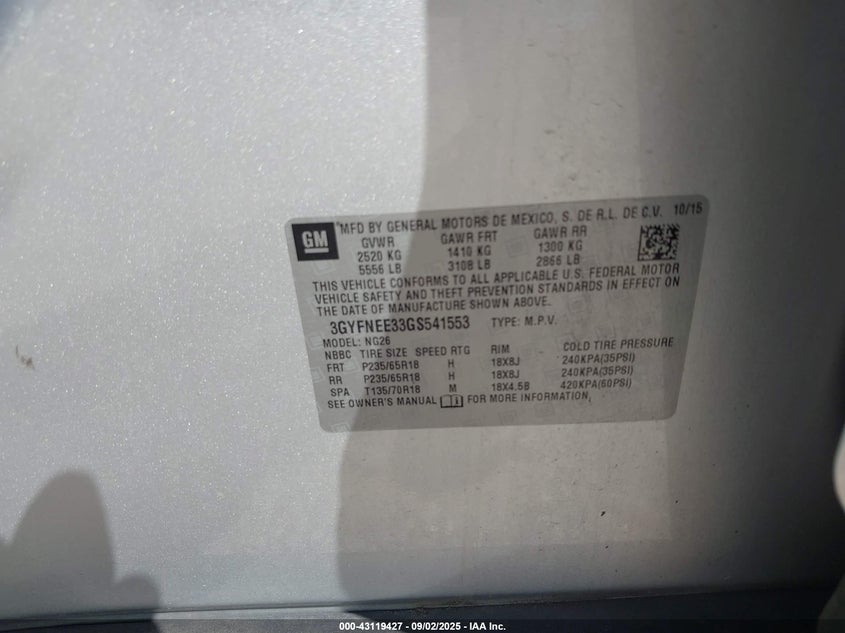 GM
MFD BY GENERAL MOTORS DE MEXICO, S. DE R.L. DE C.V. 10/15
GVWR GAWR FRT GAWR RR
2520 KG 1410 KG 1300 KG
5556 LB 3108 LB 2866 LB
THIS VEHICLE CONFORMS TO ALL APPLICABLE U.S. FEDERAL MOTOR
VEHICLE SAFETY AND THEFT PREVENTION STANDARDS IN EFFECT ON
THE DATE OF MANUFACTURE SHOWN ABOVE.
3GYFNEE33GS541553 TYPE: M.P.V.
MODEL: NG26
NBBC TIRE SIZE SPEED RTG RIM COLD TIRE PRESSURE
FRT P235/65R18 H 18X8J 240KPA(35PSI)
RR P235/65R18 H 18X8J 240KPA(35PSI)
SPA T135/70R18 M 18X4.5B 420KPA(60PSI)
SEE OWNER'S MANUAL FOR MORE INFORMATION.
000-43119427 - 09/02/2025 - IAA Inc.